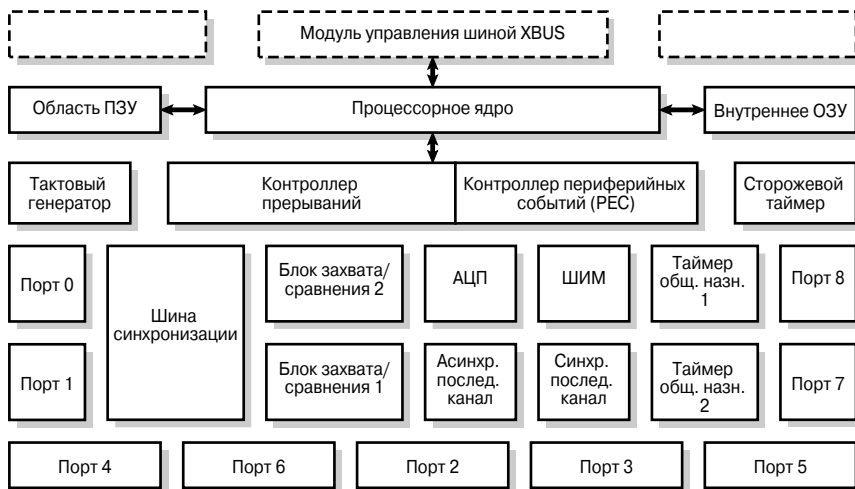 Модуль управления шиной XBUS
Область ПЗУ
Процессорное ядро
Внутреннее ОЗУ
Тактовый
генератор
Контроллер
прерываний
Контроллер периферийных
событий (PEC)
Сторожевой
таймер
Порт 0
Шина
синхронизации
Блок захвата/
сравнения 2
АЦП
ШИМ
Таймер
общ. назн.
1
Порт 8
Порт 1
Блок захвата/
сравнения 1
Асинхр.
послед.
канал
Синхр.
послед.
канал
Таймер
общ. назн.
2
Порт 7
Порт 4
Порт 6
Порт 2
Порт 3
Порт 5